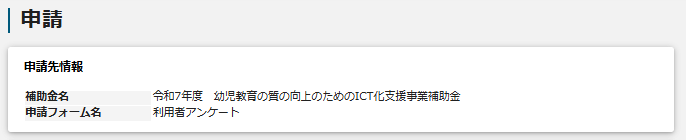 申請
申請先情報
補助金名 令和7年度　幼児教育の質の向上のためのICT化支援事業補助金
申請フォーム名 利用者アンケート